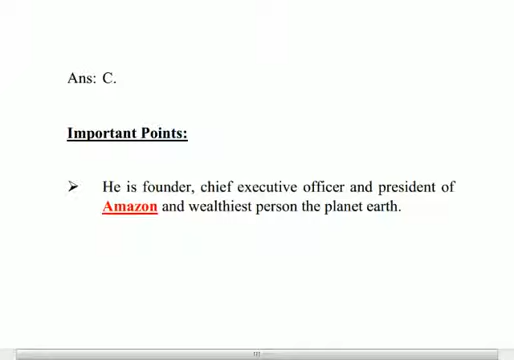 Ans: C.
Important Points:
➢ He is founder, chief executive officer and president of
Amazon and wealthiest person the planet earth.